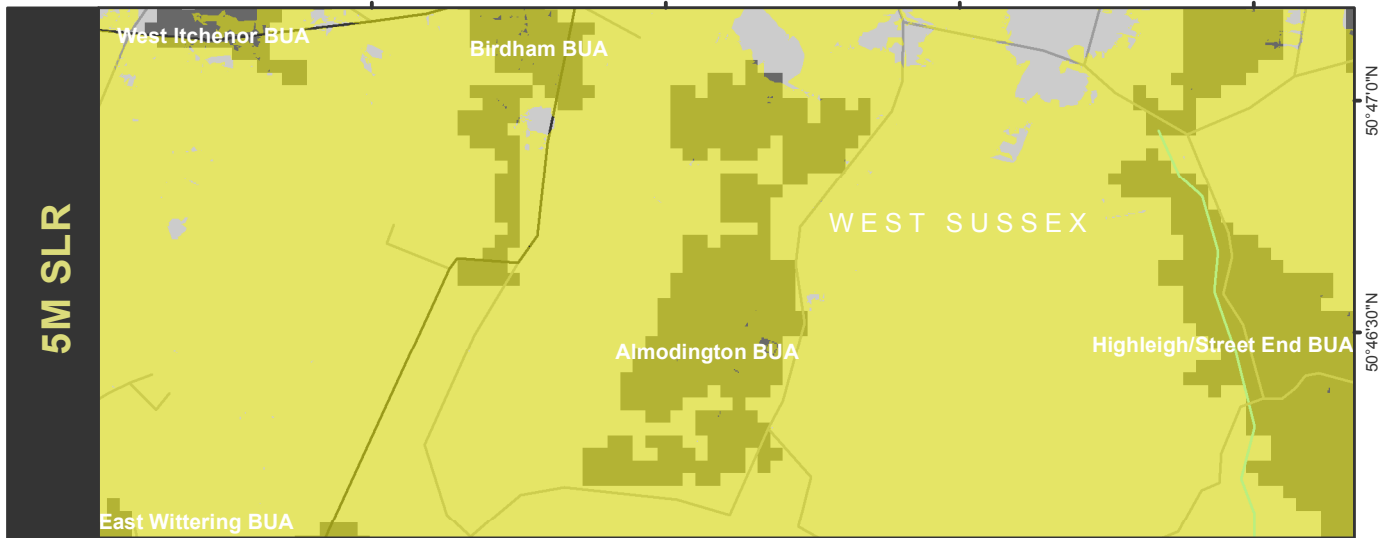 5M SLR
West Itchenor BUA
Birdham BUA
50°47'0"N
WEST SUSSEX
Almodington BUA
Highleigh/Street End BUA
50°46'30"N
East Wittering BUA